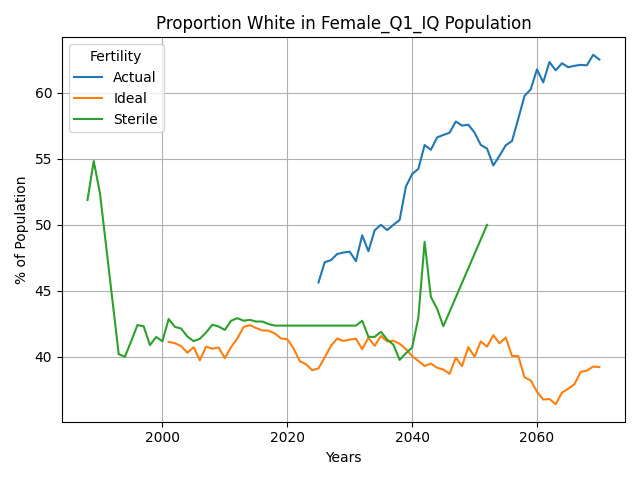 Proportion White in Female_Q1_IQ Population
Fertility
Actual
Ideal
Sterile
60
55
50
45
40
% of Population
2000
2020
2040
2060
Years